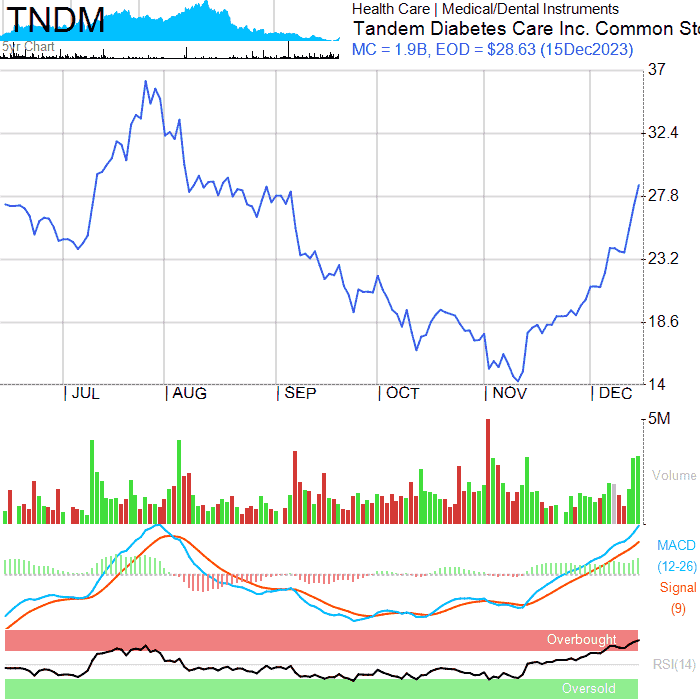 TNDM
5yr Chart
Health Care | Medical/Dental Instruments
Tandem Diabetes Care Inc. Common Sto
MC = 1.9B, EOD = $28.63 (15Dec2023)
37
32.4
27.8
23.2
18.6
14
JUL AUG SEP OCT NOV DEC
5M
Volume
MACD
(12-26)
Signal
(9)
Overbought
RSI(14)
Oversold